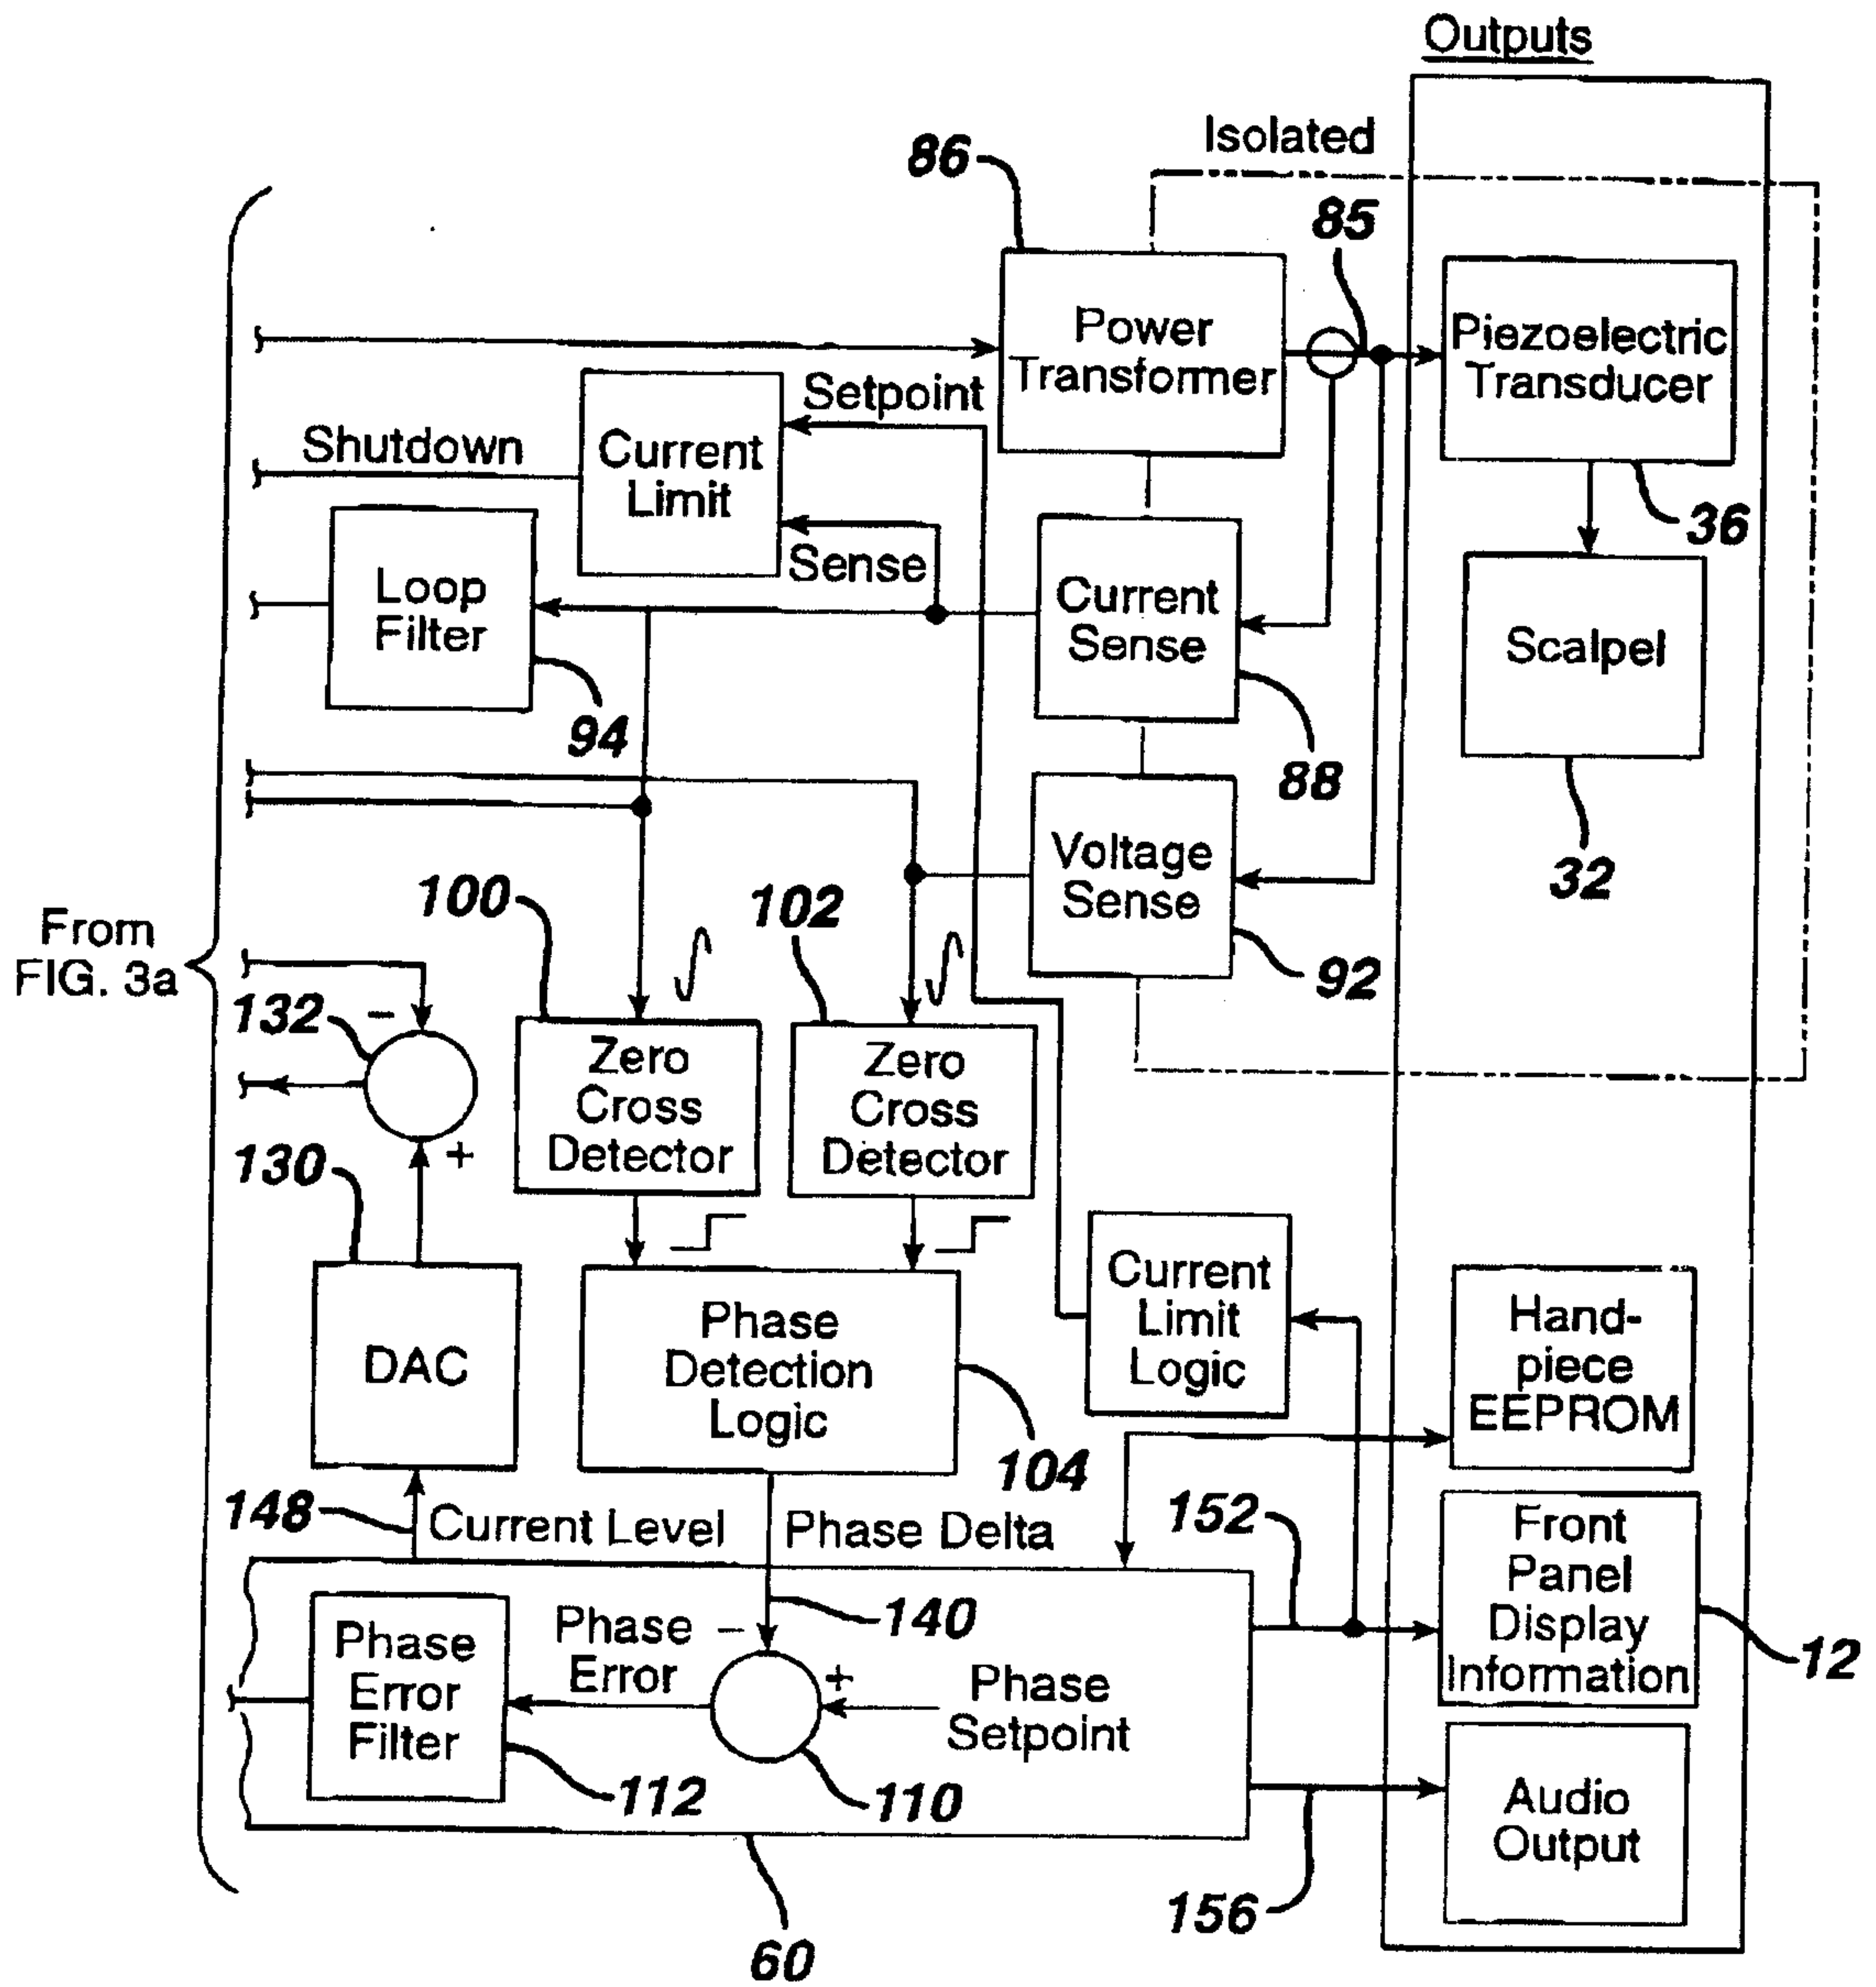 Outputs
Isolated
86
85
Power
Transformer
Piezoelectric
Transducer
Setpoint
Shutdown
Current
Limit
36
Sense
Loop
Filter
Current
Sense
Scalpel
94
88
Voltage
Sense
32
100
102
From
FIG. 3a
92
132
−
Zero
Cross
Detector
Zero
Cross
Detector
130
+
Current
Limit
Logic
Hand-
piece
EEPROM
DAC
Phase
Detection
Logic
104
148
Current Level
Phase Delta
152
Front
Panel
Display
Information
140
Phase
Error
Filter
Phase
Error
−
+
Phase
Setpoint
12
112
110
Audio
Output
156
60